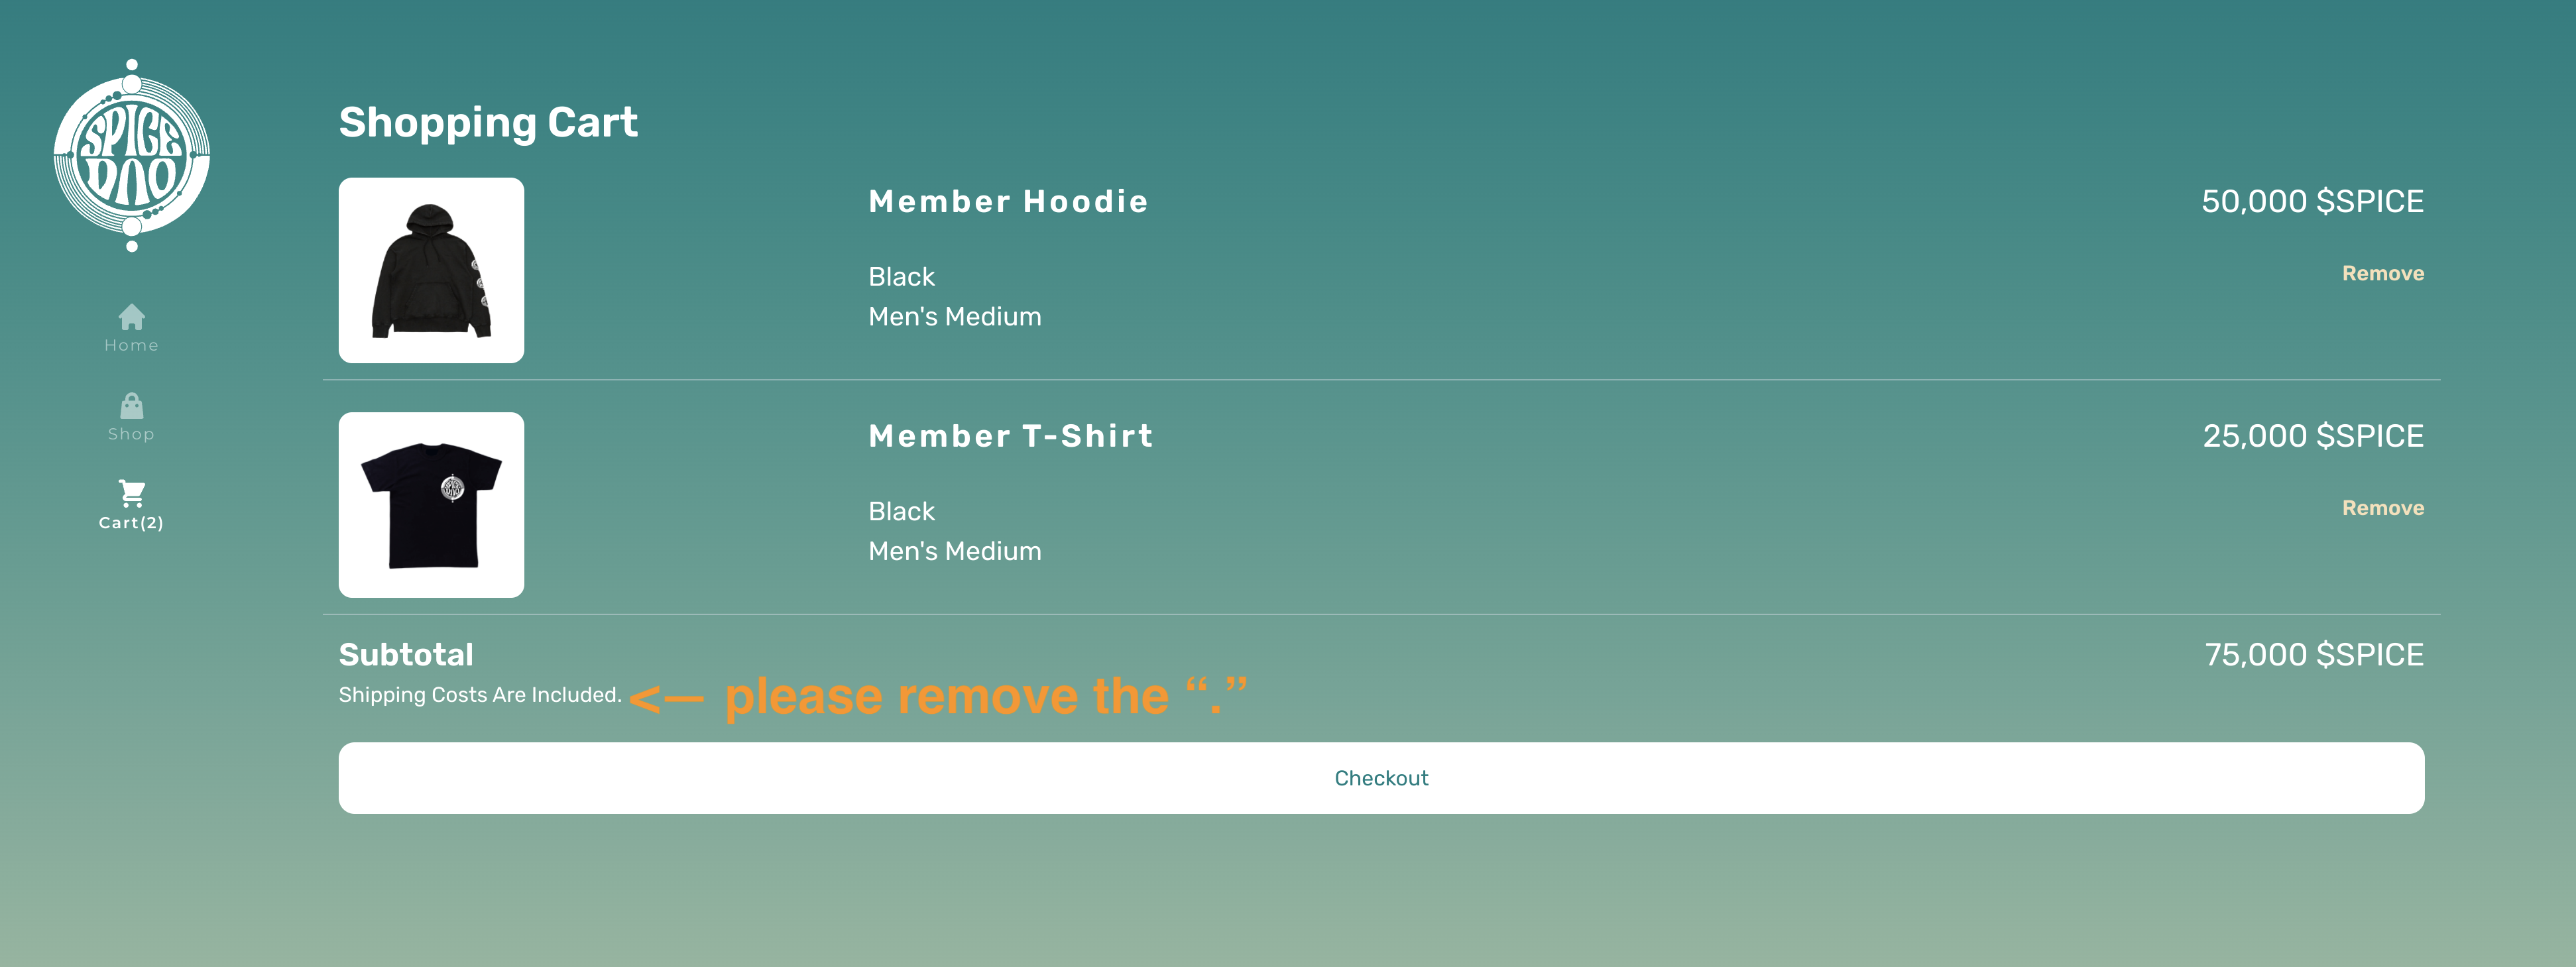 SPICE
DAO
Home
Shop
Cart(2)
Shopping Cart
Member Hoodie
50,000 $SPICE
Black
Remove
Men's Medium
Member T-Shirt
25,000 $SPICE
SPICE
DAO
Black
Remove
Men's Medium
Subtotal
75,000 $SPICE
Shipping Costs Are Included. <— please remove the “.”
Checkout